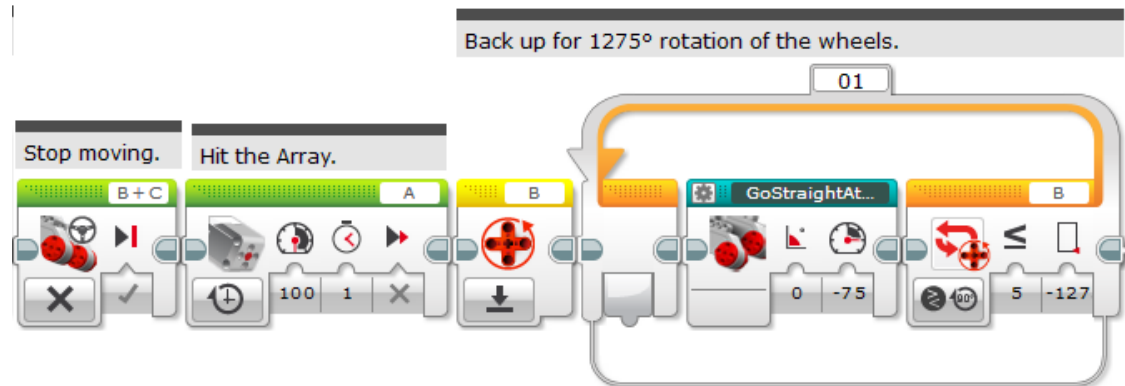 Back up for 1275° rotation of the wheels.
01
Stop moving.
Hit the Array.
B + C
A
B
GoStraightAt...
B
100 1
0 -75
90°
5 -127